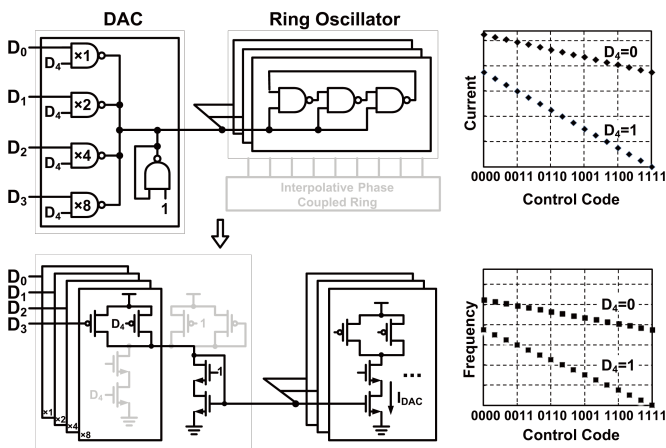 DAC
Ring Oscillator
D0
D4
×1
D1
D4
×2
D2
D4
×4
D3
D4
×8
1
Interpolative Phase
Coupled Ring
Current
D4=0
D4=1
0000 0011 0110 1001 1100 1111
Control Code
D0
D1
D2
D3
D4
1
D4
1
×1
×2
×4
×8
...
IDAC
Frequency
D4=0
D4=1
0000 0011 0110 1001 1100 1111
Control Code